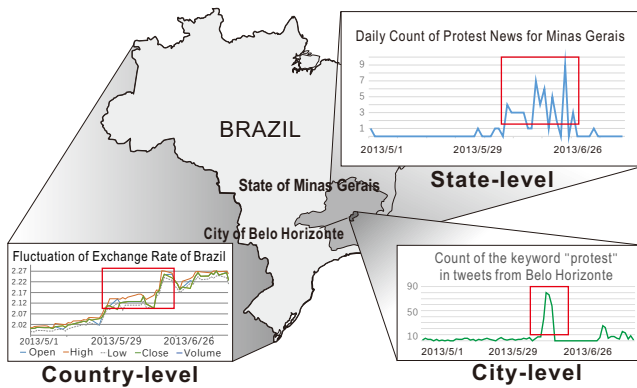 Daily Count of Protest News for Minas Gerais
9
7
5
3
1
2013/5/1 2013/5/29 2013/6/26
State-level
BRAZIL
State of Minas Gerais
City of Belo Horizonte
Fluctuation of Exchange Rate of Brazil
2.27
2.22
2.17
2.12
2.07
2.02
2013/5/1 2013/5/29 2013/6/26
Open High Low Close Volume
Country-level
Count of the keyword "protest"
in tweets from Belo Horizonte
90
70
50
30
10
2013/5/1 2013/5/29 2013/6/26
City-level